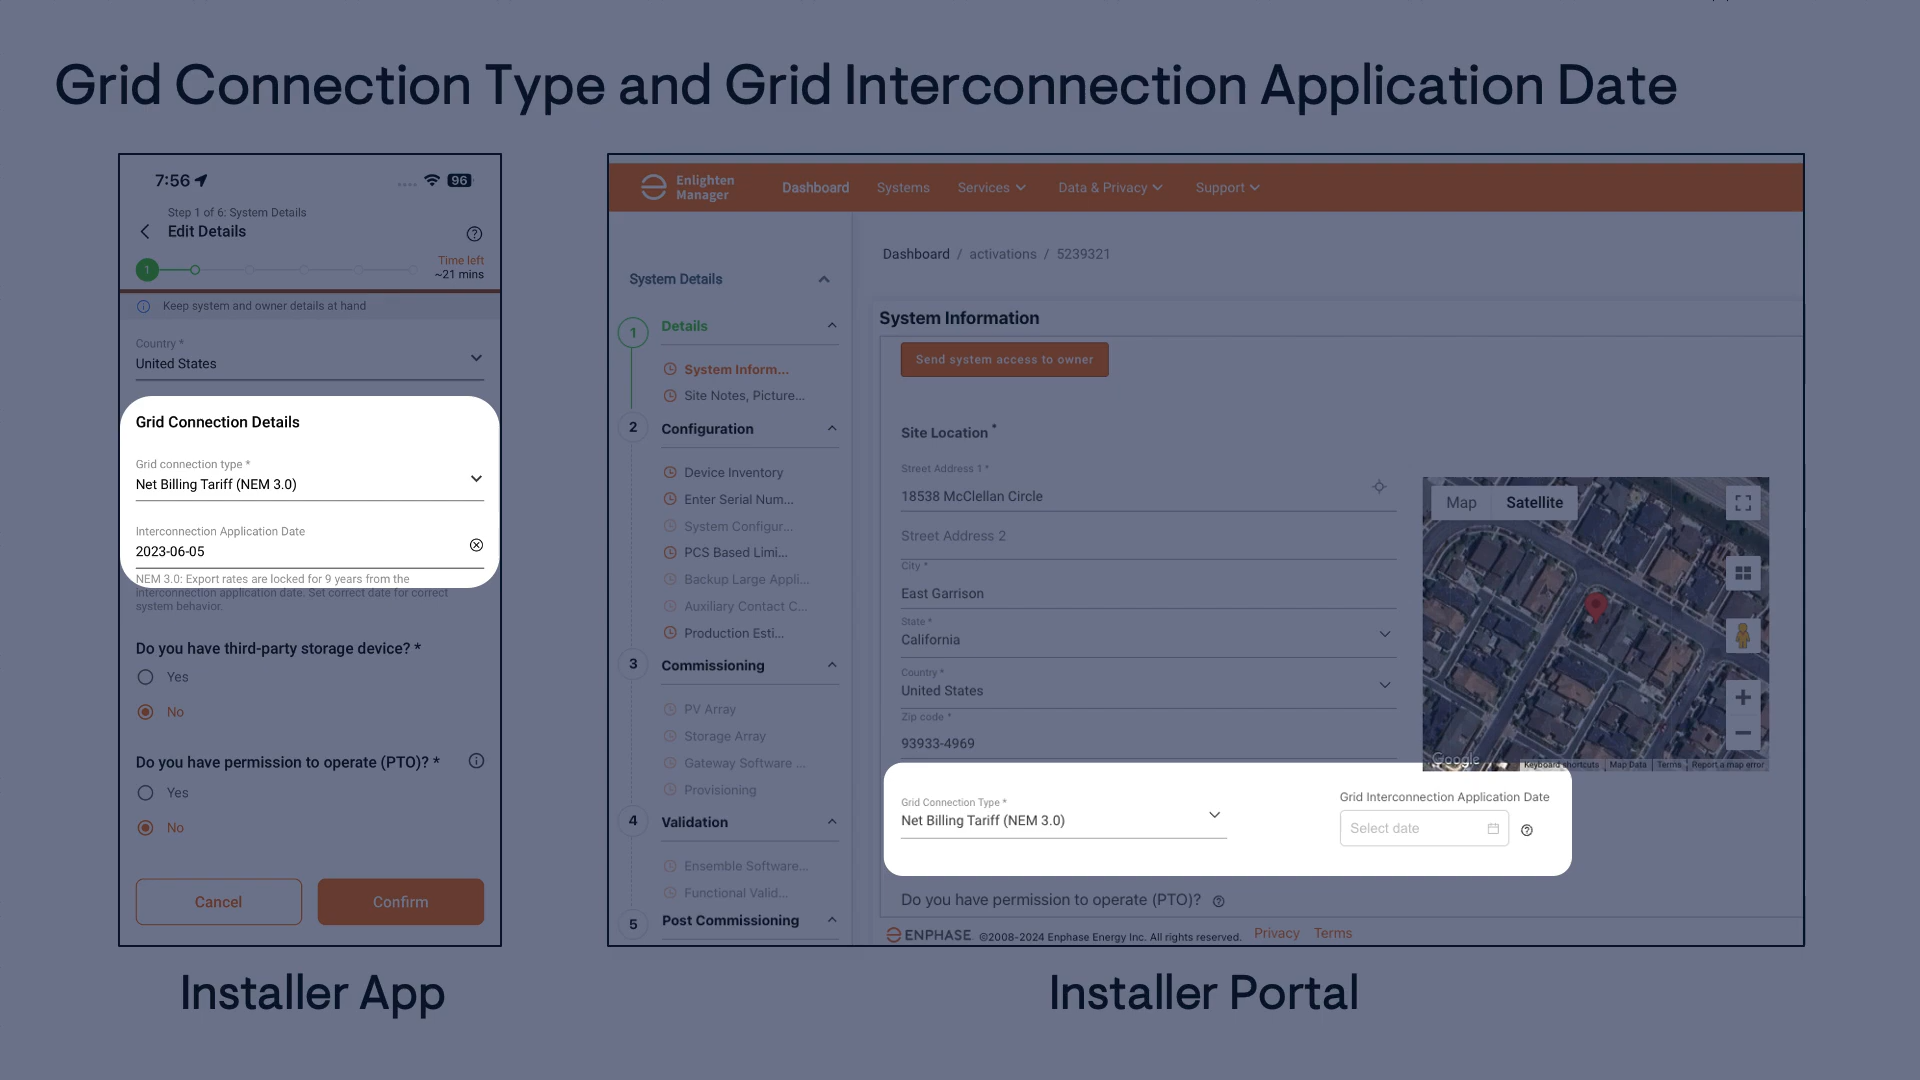 Grid Connection Type and Grid Interconnection Application Date
7:56
96
Step 1 of 6: System Details
Edit Details
1
Time left
~21 mins
Keep system and owner details at hand
Country *
United States
Grid Connection Details
Grid connection type *
Net Billing Tariff (NEM 3.0)
Interconnection Application Date
2023-06-05
NEM 3.0: Export rates are locked for 9 years from the
interconnection application date. Set correct date for correct
system behavior.
Do you have third-party storage device? *
Yes
No
Do you have permission to operate (PTO)? *
Yes
No
Cancel
Confirm
Installer App
Enlighten
Manager
Dashboard
Systems
Services
Data & Privacy
Support
System Details
1
Details
System Inform...
Site Notes, Picture...
2
Configuration
Device Inventory
Enter Serial Num...
System Configur...
PCS Based Limi...
Backup Large Appli...
Auxiliary Contact C...
Production Esti...
3
Commissioning
PV Array
Storage Array
Gateway Software ...
Provisioning
4
Validation
Ensemble Software...
Functional Valid...
5
Post Commissioning
Dashboard / activations / 5239321
System Information
Send system access to owner
Site Location *
Street Address 1 *
18538 McClellan Circle
Street Address 2
City *
East Garrison
State *
California
Country *
United States
Zip code *
93933-4969
Map
Satellite
Google
Keyboard shortcuts
Map Data
Terms
Report a map error
Grid Connection Type *
Net Billing Tariff (NEM 3.0)
Grid Interconnection Application Date
Select date
Do you have permission to operate (PTO)?
ENPHASE ©2008-2024 Enphase Energy Inc. All rights reserved. Privacy Terms
Installer Portal